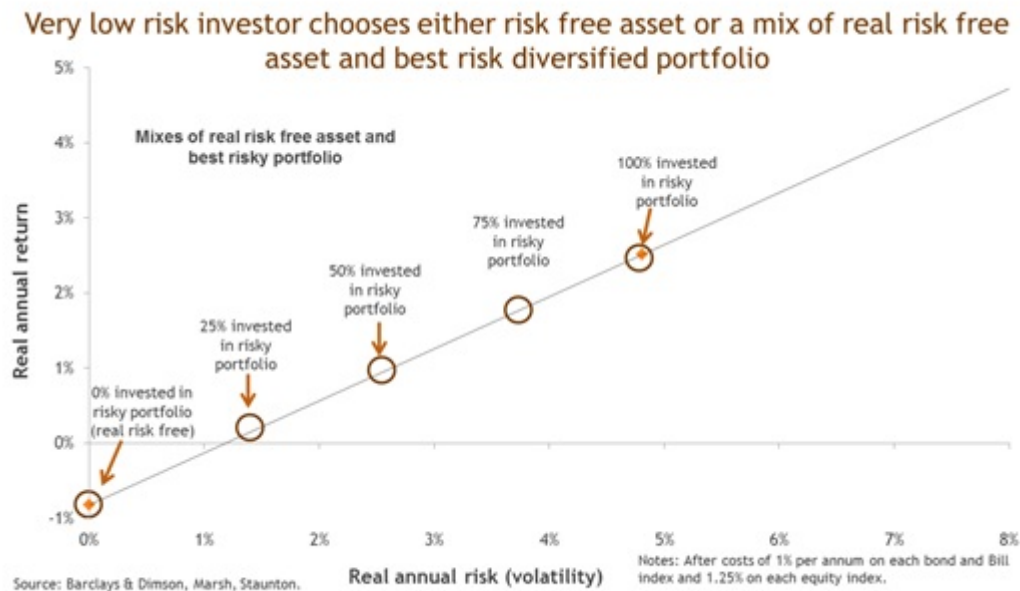 Very low risk investor chooses either risk free asset or a mix of real risk free
asset and best risk diversified portfolio
5%
4%
3%
2%
1%
0%
-1%
Real annual return
Mixes of real risk free asset and
best risky portfolio
100% invested
in risky
portfolio
75% invested
in risky
portfolio
50% invested
in risky
portfolio
25% invested
in risky
portfolio
0% invested in
risky portfolio
(real risk free)
0%
1%
2%
3%
4%
5%
6%
7%
8%
Real annual risk (volatility)
Source: Barclays & Dimson, Marsh, Staunton.
Notes: After costs of 1% per annum on each bond and Bill
index and 1.25% on each equity index.